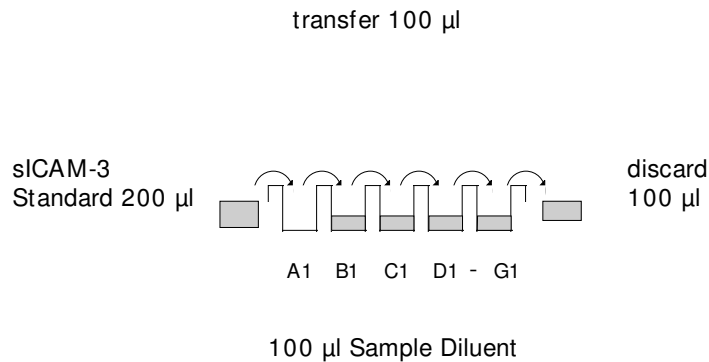 transfer 100 µl
sICAM-3
Standard 200 µl
discard
100 µl
A1 B1 C1 D1 - G1
100 µl Sample Diluent